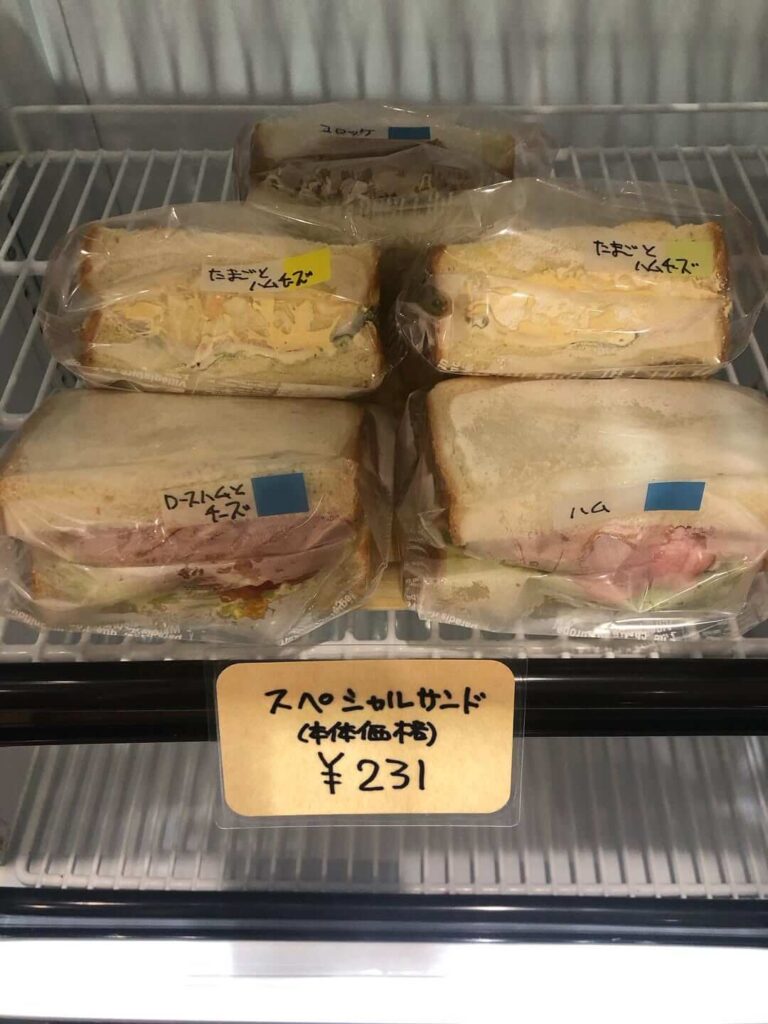 コロッケ
たまごと
ハムチーズ
たまごと
ハムチーズ
ロースハムと
チーズ
ハム
スペシャルサンド
(本体価格)
¥231